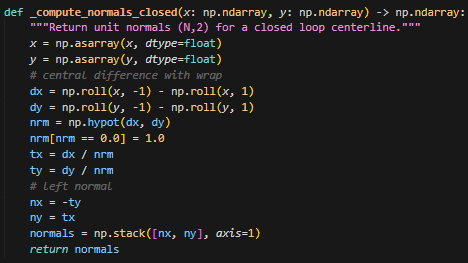 def _compute_normals_closed(x: np.ndarray, y: np.ndarray) -> np.ndarray:
    """Return unit normals (N,2) for a closed loop centerline."""
    x = np.asarray(x, dtype=float)
    y = np.asarray(y, dtype=float)
    # central difference with wrap
    dx = np.roll(x, -1) - np.roll(x, 1)
    dy = np.roll(y, -1) - np.roll(y, 1)
    nrm = np.hypot(dx, dy)
    nrm[nrm == 0.0] = 1.0
    tx = dx / nrm
    ty = dy / nrm
    # left normal
    nx = -ty
    ny = tx
    normals = np.stack([nx, ny], axis=1)
    return normals